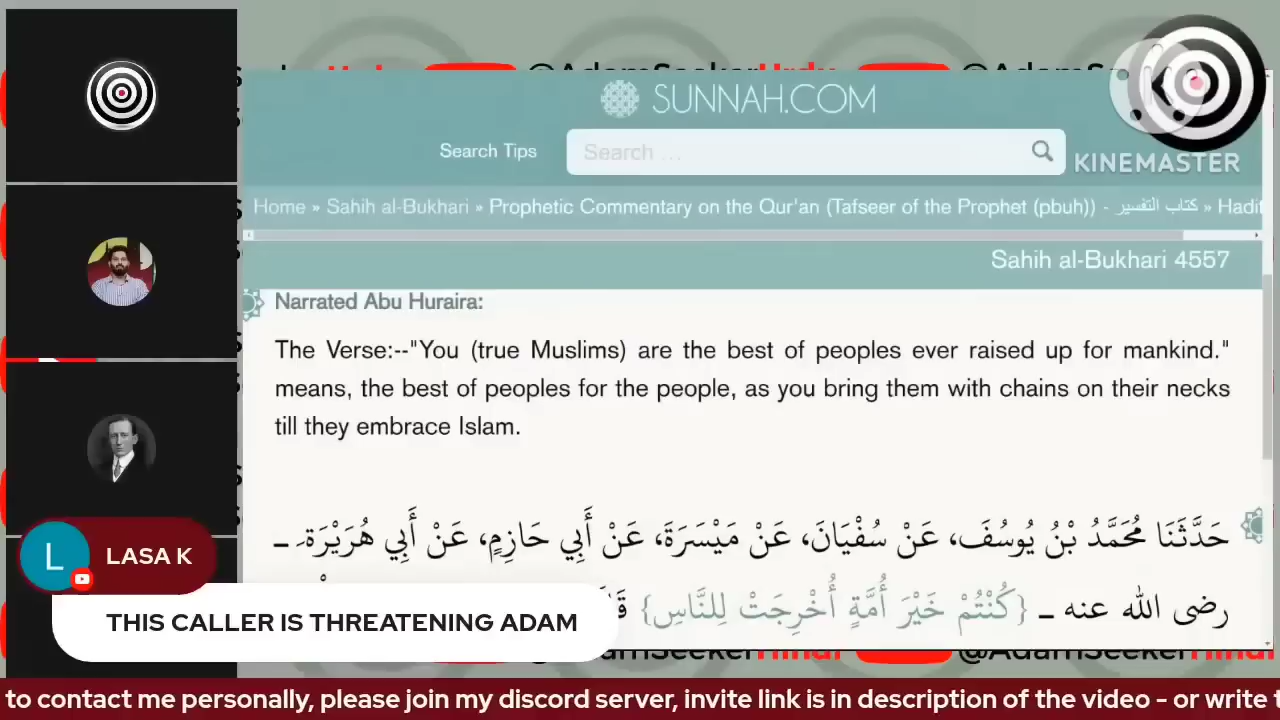 @AdamSeekerUrdu
SUNNAH.COM
Search Tips
Search ...
KINEMASTER
Home » Sahih al-Bukhari » Prophetic Commentary on the Qur'an (Tafseer of the Prophet (pbuh)) - كتاب التفسير » Hadit
Sahih al-Bukhari 4557
Narrated Abu Huraira:
The Verse:--"You (true Muslims) are the best of peoples ever raised up for mankind."
means, the best of peoples for the people, as you bring them with chains on their necks
till they embrace Islam.
حَدَّثَنَا مُحَمَّدُ بْنُ يُوسُفَ، عَنْ سُفْيَانَ، عَنْ مَيْسَرَةَ، عَنْ أَبِي حَازِمٍ، عَنْ أَبِي هُرَيْرَةَ ـ
رضى الله عنه ـ {كُنْتُمْ خَيْرَ أُمَّةٍ أُخْرِجَتْ لِلنَّاسِ}
L
LASA K
THIS CALLER IS THREATENING ADAM
@AdamSeekerHindi
to contact me personally, please join my discord server, invite link is in description of the video - or write